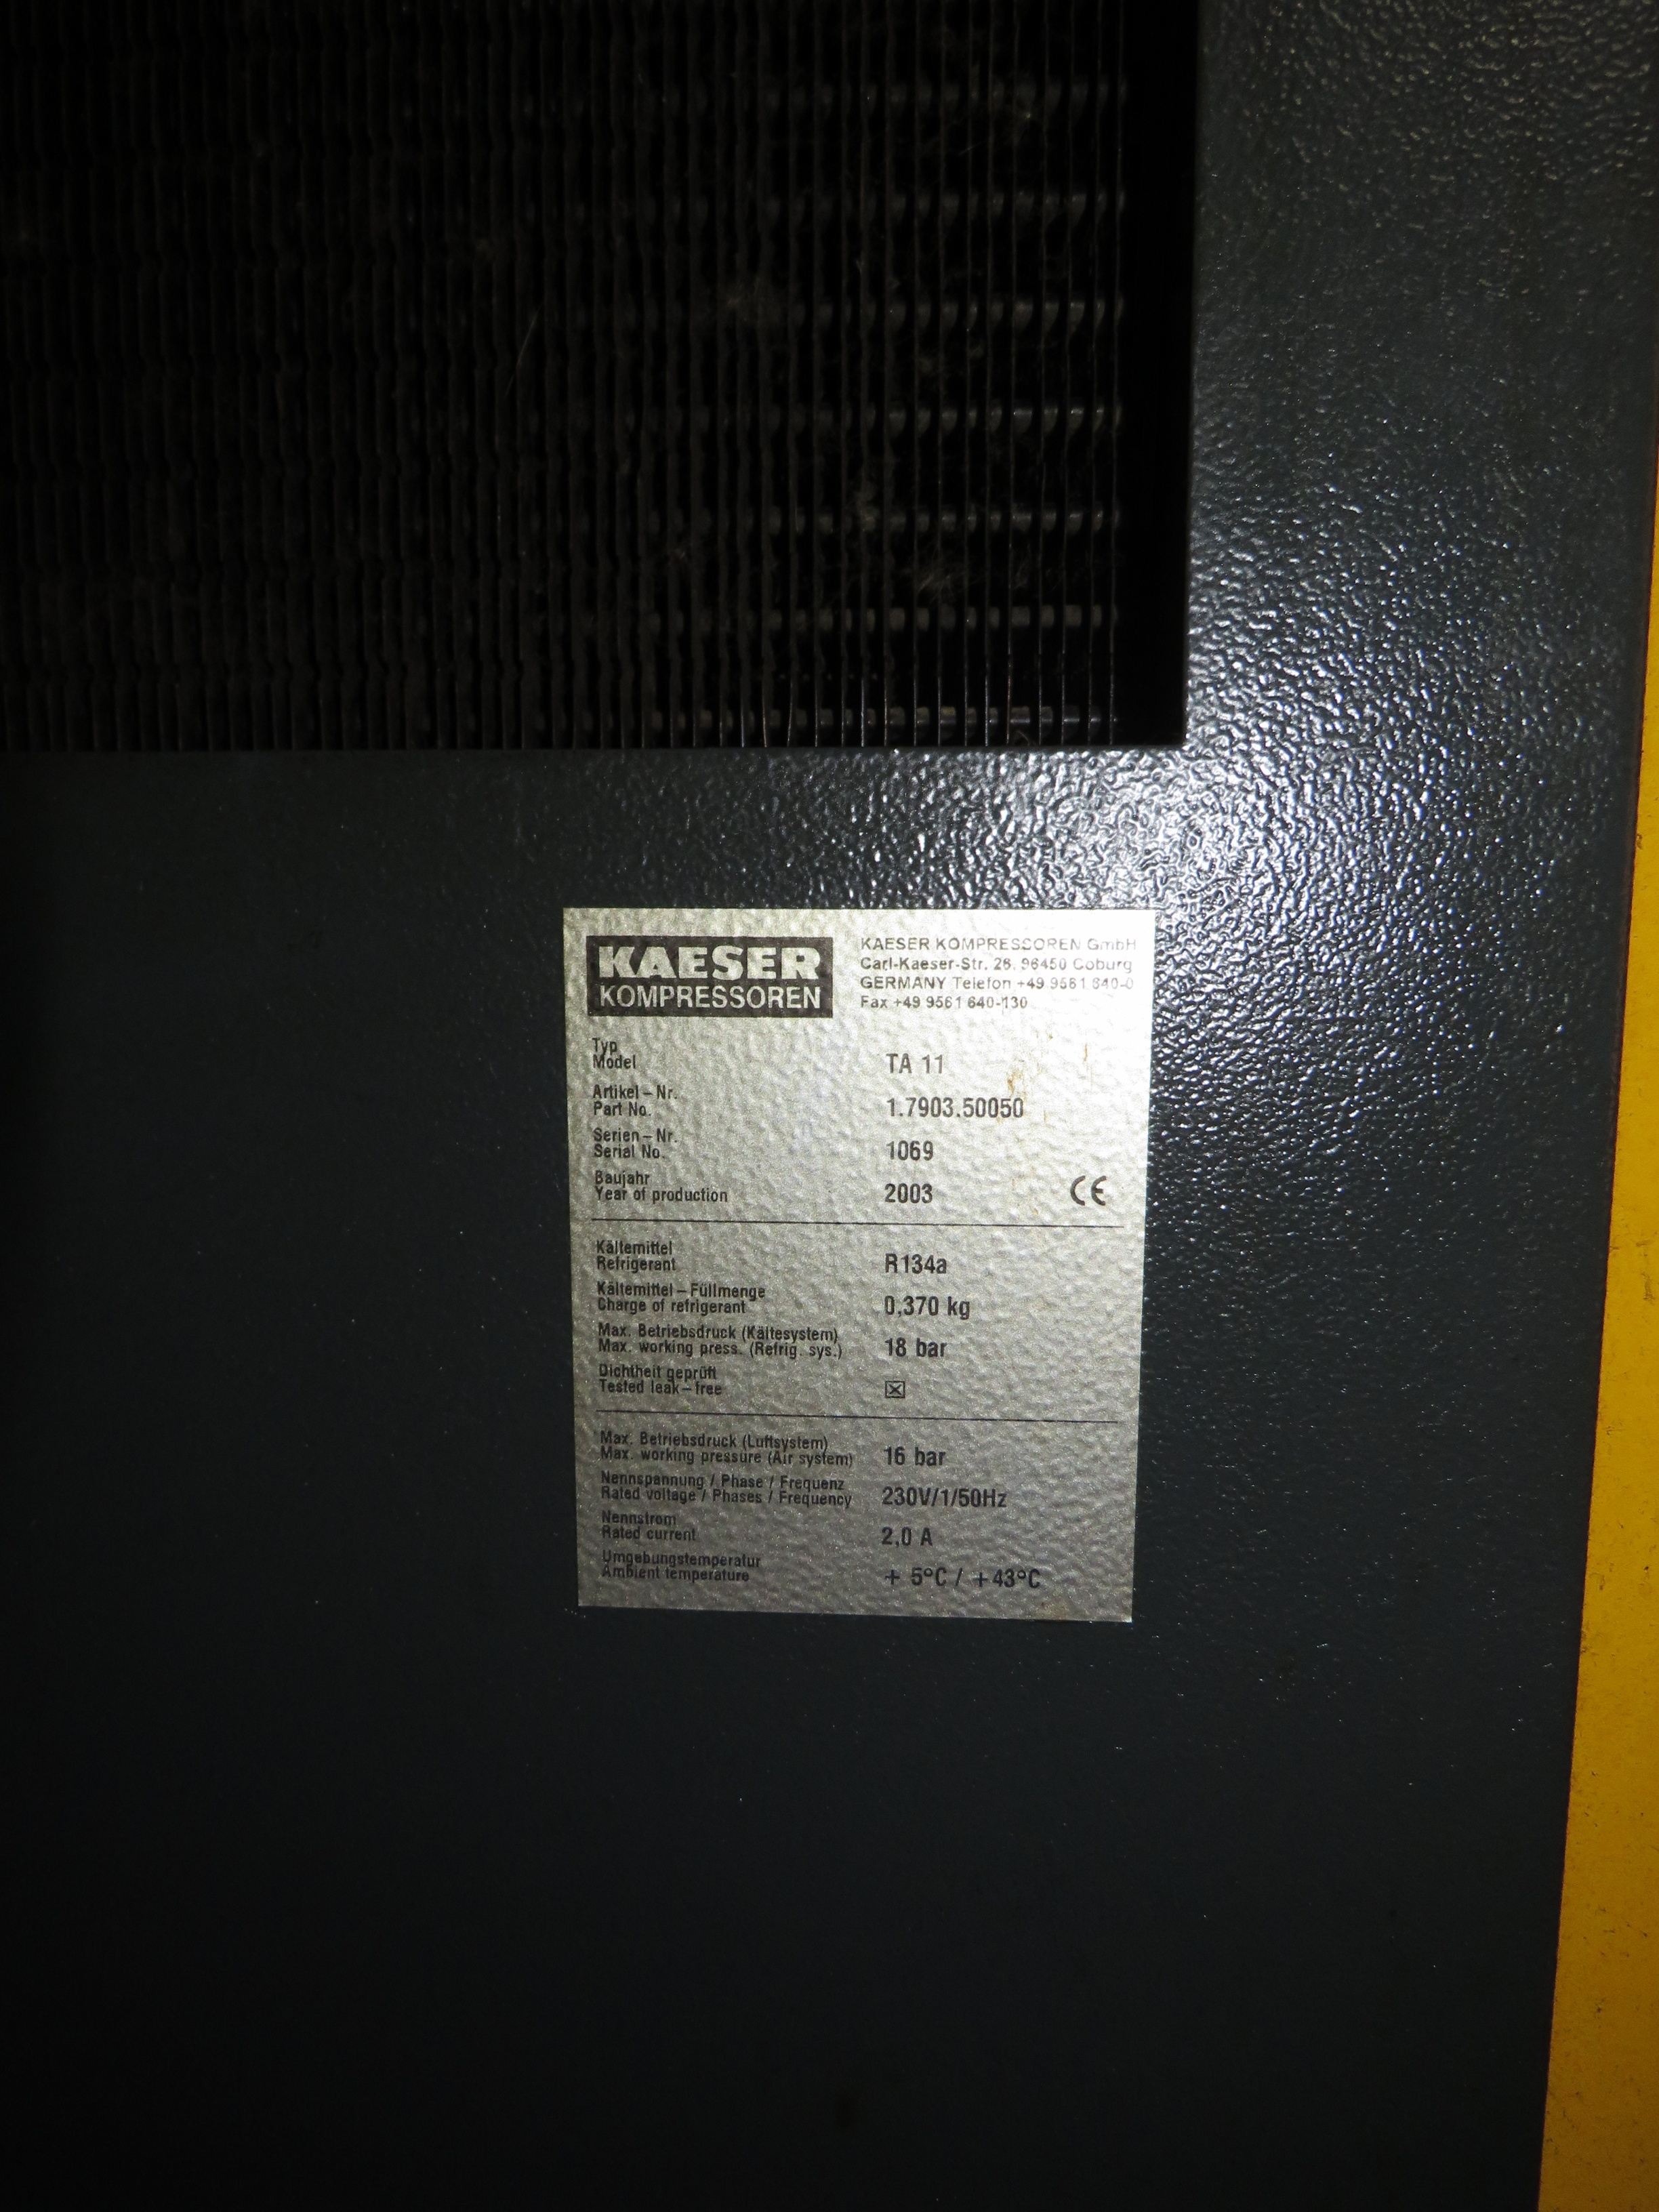 KAESER
KOMPRESSOREN
KAESER KOMPRESSOREN GmbH
Carl-Kaeser-Str. 26, 96450 Coburg
GERMANY Telefon +49 9561 640-0
Fax +49 9561 640-130
Typ
Model TA 11
Artikel – Nr.
Part No. 1.7903.50050
Serien – Nr.
Serial No. 1069
Baujahr
Year of production 2003 CE
Kältemittel
Refrigerant R134a
Kältemittel – Füllmenge
Charge of refrigerant 0,370 kg
Max. Betriebsdruck (Kältesystem)
Max. working press. (Refrig. sys.) 18 bar
Dichtheit geprüft
Tested leak – free ☒
Max. Betriebsdruck (Luftsystem)
Max. working pressure (Air system) 16 bar
Nennspannung / Phase / Frequenz
Rated voltage / Phases / Frequency 230V/1/50Hz
Nennstrom
Rated current 2,0 A
Umgebungstemperatur
Ambient temperature + 5°C / +43°C